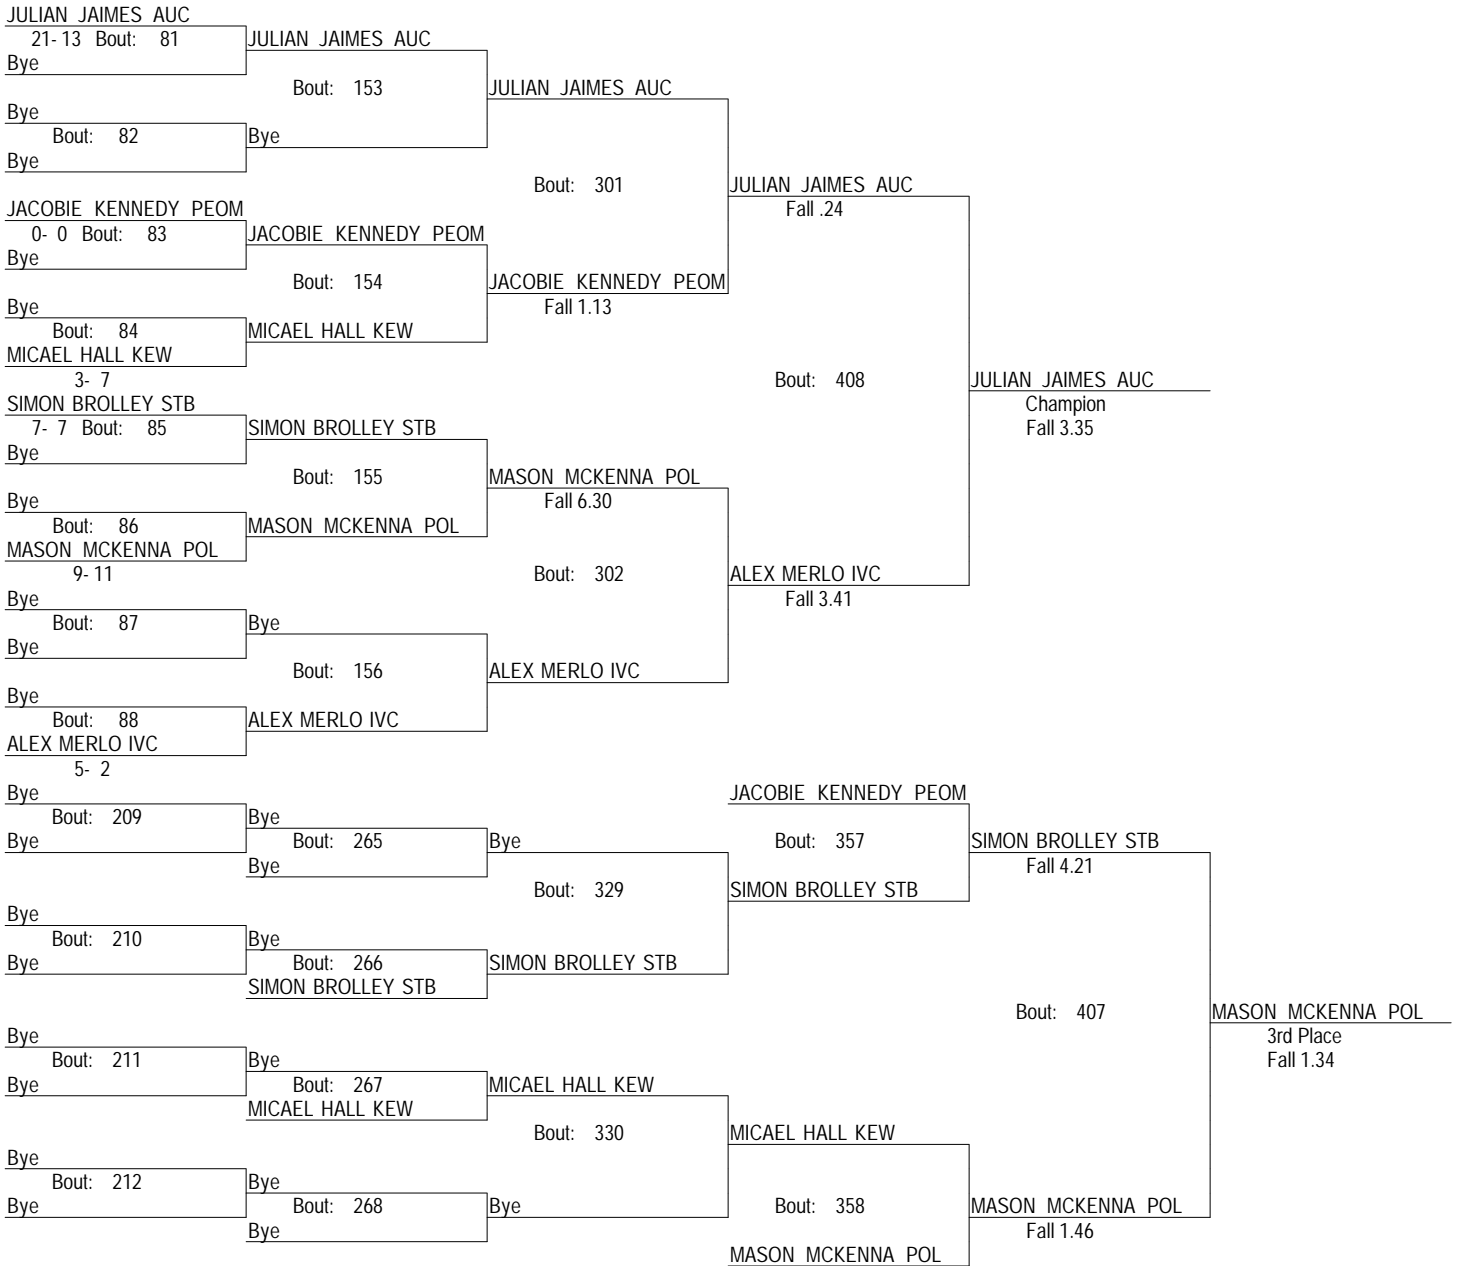 JULIAN JAIMES AUC
21- 13 Bout: 81 JULIAN JAIMES AUC
Bye
Bout: 153 JULIAN JAIMES AUC
Bye
Bout: 82 Bye
Bye
Bout: 301 JULIAN JAIMES AUC
JACOBIE KENNEDY PEOM Fall .24
0- 0 Bout: 83 JACOBIE KENNEDY PEOM
Bye
Bout: 154 JACOBIE KENNEDY PEOM
Bye Fall 1.13
Bout: 84 MICAEL HALL KEW
MICAEL HALL KEW
3- 7 Bout: 408 JULIAN JAIMES AUC
SIMON BROLLEY STB Champion
7- 7 Bout: 85 SIMON BROLLEY STB Fall 3.35
Bye
Bout: 155 MASON MCKENNA POL
Bye Fall 6.30
Bout: 86 MASON MCKENNA POL
MASON MCKENNA POL
9- 11 Bout: 302 ALEX MERLO IVC
Bye Fall 3.41
Bout: 87 Bye
Bye
Bout: 156 ALEX MERLO IVC
Bye
Bout: 88 ALEX MERLO IVC
ALEX MERLO IVC
5- 2
Bye JACOBIE KENNEDY PEOM
Bout: 209 Bye
Bye Bout: 265 Bye Bout: 357 SIMON BROLLEY STB
Bye Fall 4.21
Bout: 329 SIMON BROLLEY STB
Bye
Bout: 210 Bye
Bye Bout: 266 SIMON BROLLEY STB
SIMON BROLLEY STB
Bout: 407 MASON MCKENNA POL
Bye 3rd Place
Bout: 211 Bye Fall 1.34
Bye Bout: 267 MICAEL HALL KEW
MICAEL HALL KEW
Bout: 330 MICAEL HALL KEW
Bye
Bout: 212 Bye
Bye Bout: 268 Bye Bout: 358 MASON MCKENNA POL
Bye Fall 1.46
MASON MCKENNA POL